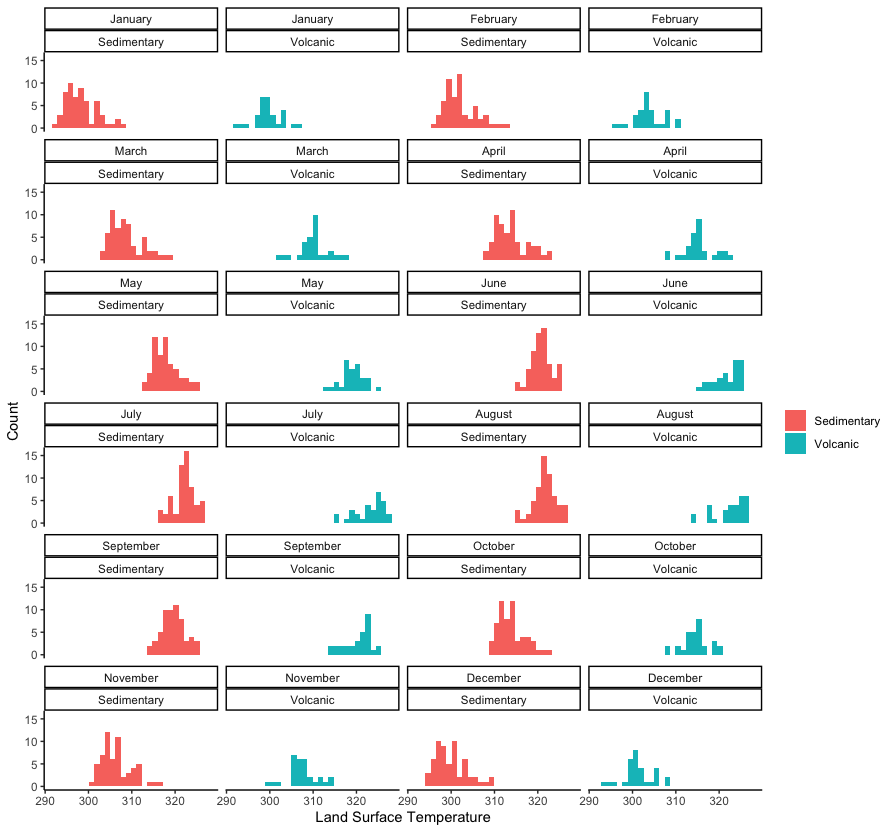 January January February February
Sedimentary Volcanic Sedimentary Volcanic
15
10
5
0
March March April April
Sedimentary Volcanic Sedimentary Volcanic
15
10
5
0
May May June June
Sedimentary Volcanic Sedimentary Volcanic
15
10
5
0
Count
July July August August
Sedimentary Volcanic Sedimentary Volcanic
15
10
5
0
Sedimentary
Volcanic
September September October October
Sedimentary Volcanic Sedimentary Volcanic
15
10
5
0
November November December December
Sedimentary Volcanic Sedimentary Volcanic
15
10
5
0
290 300 310 320 290 300 310 320 290 300 310 320 290 300 310 320
Land Surface Temperature